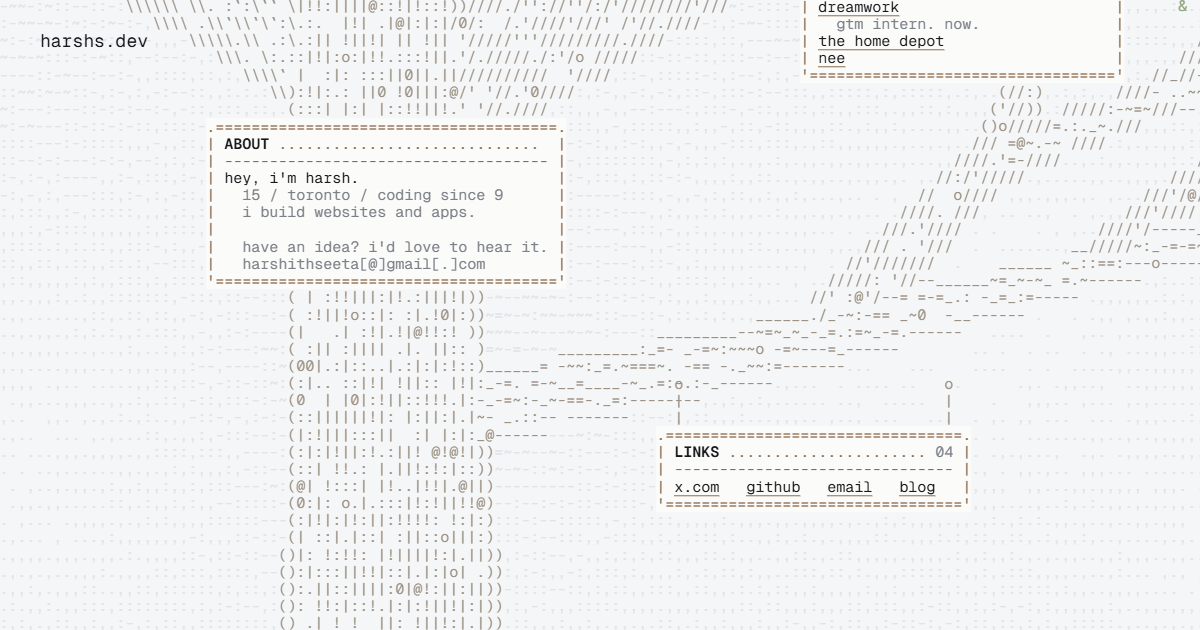 harshs.dev
dreamwork
gtm intern. now.
the home depot
nee
ABOUT .............................
hey, i'm harsh.
15 / toronto / coding since 9
i build websites and apps.
have an idea? i'd love to hear it.
harshithseeta[@]gmail[.]com
LINKS ...................... 04
x.com github email blog